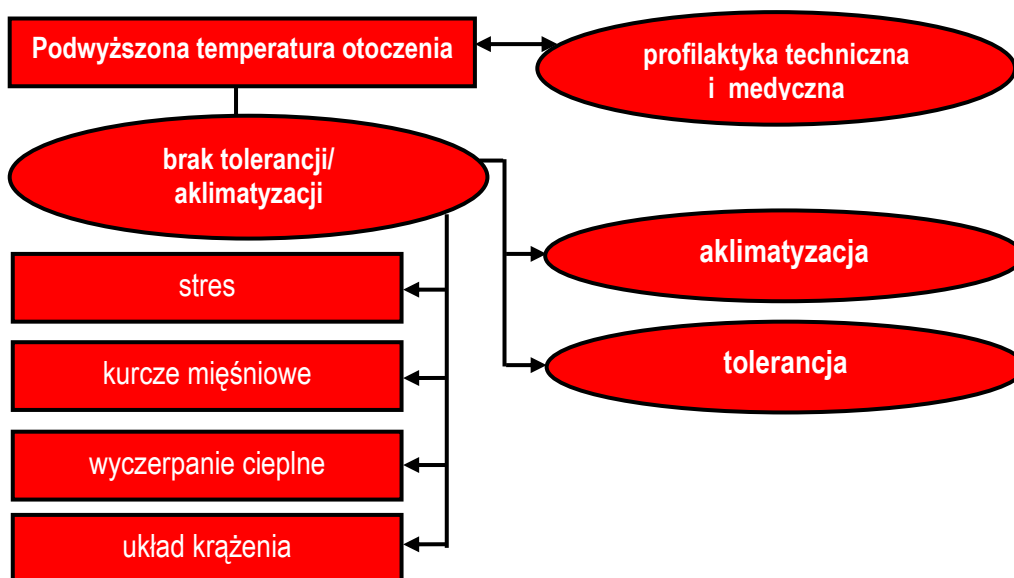 Podwyższona temperatura otoczenia
profilaktyka techniczna
i medyczna
brak tolerancji/
aklimatyzacji
aklimatyzacja
stres
tolerancja
kurcze mięśniowe
wyczerpanie cieplne
układ krążenia